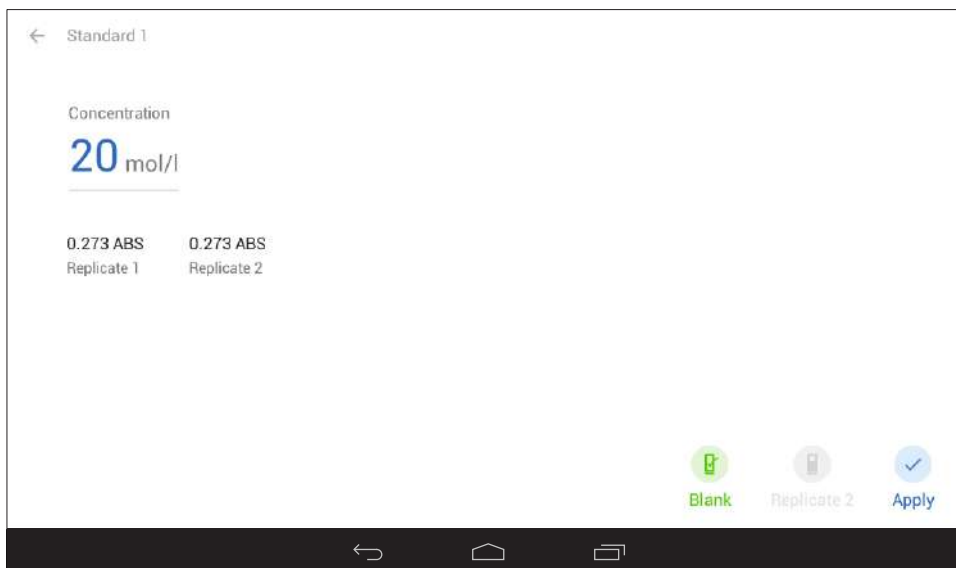 Standard 1
Concentration
20 mol/l
0.273 ABS 0.273 ABS
Replicate 1 Replicate 2
Blank Replicate 2 Apply